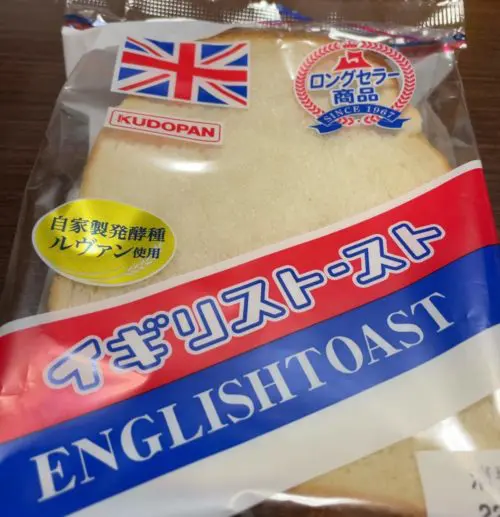 ロングセラー
商品
SINCE 1967
KUDOPAN
自家製発酵種
ルヴァン使用
イギリストースト
ENGLISHTOAST